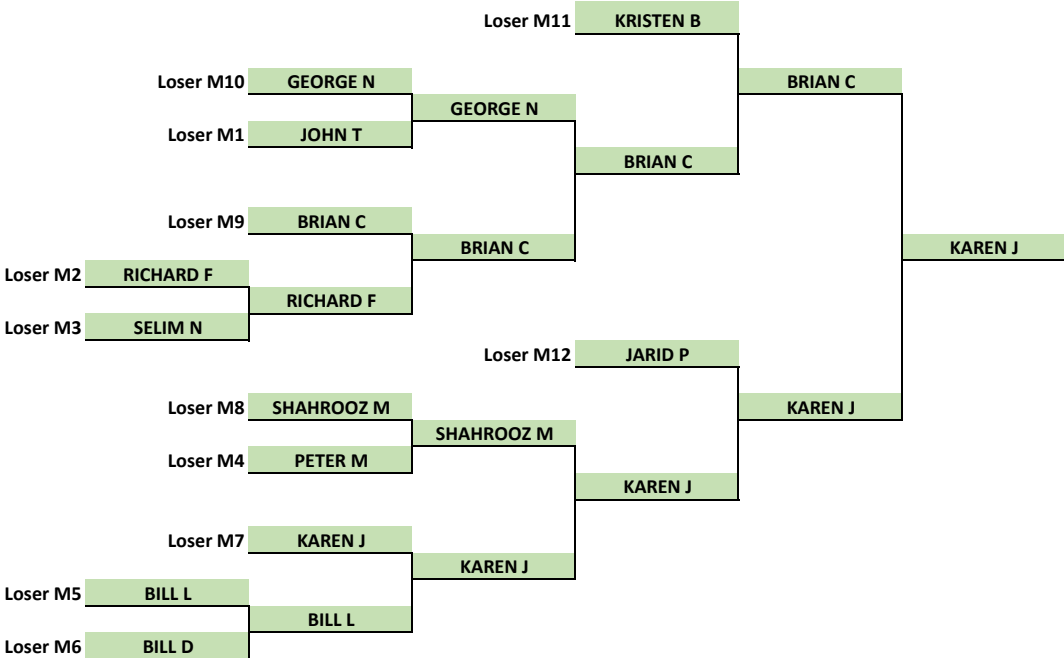 Loser M11 KRISTEN B
Loser M10 GEORGE N BRIAN C
GEORGE N
Loser M1 JOHN T
BRIAN C
Loser M9 BRIAN C
BRIAN C KAREN J
Loser M2 RICHARD F
RICHARD F
Loser M3 SELIM N
Loser M12 JARID P
Loser M8 SHAHROOZ M KAREN J
SHAHROOZ M
Loser M4 PETER M
KAREN J
Loser M7 KAREN J
KAREN J
Loser M5 BILL L
BILL L
Loser M6 BILL D